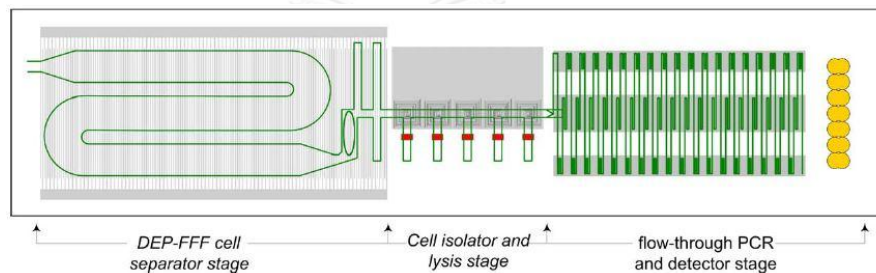 DEP-FFF cell
separator stage
Cell isolator and
lysis stage
flow-through PCR
and detector stage